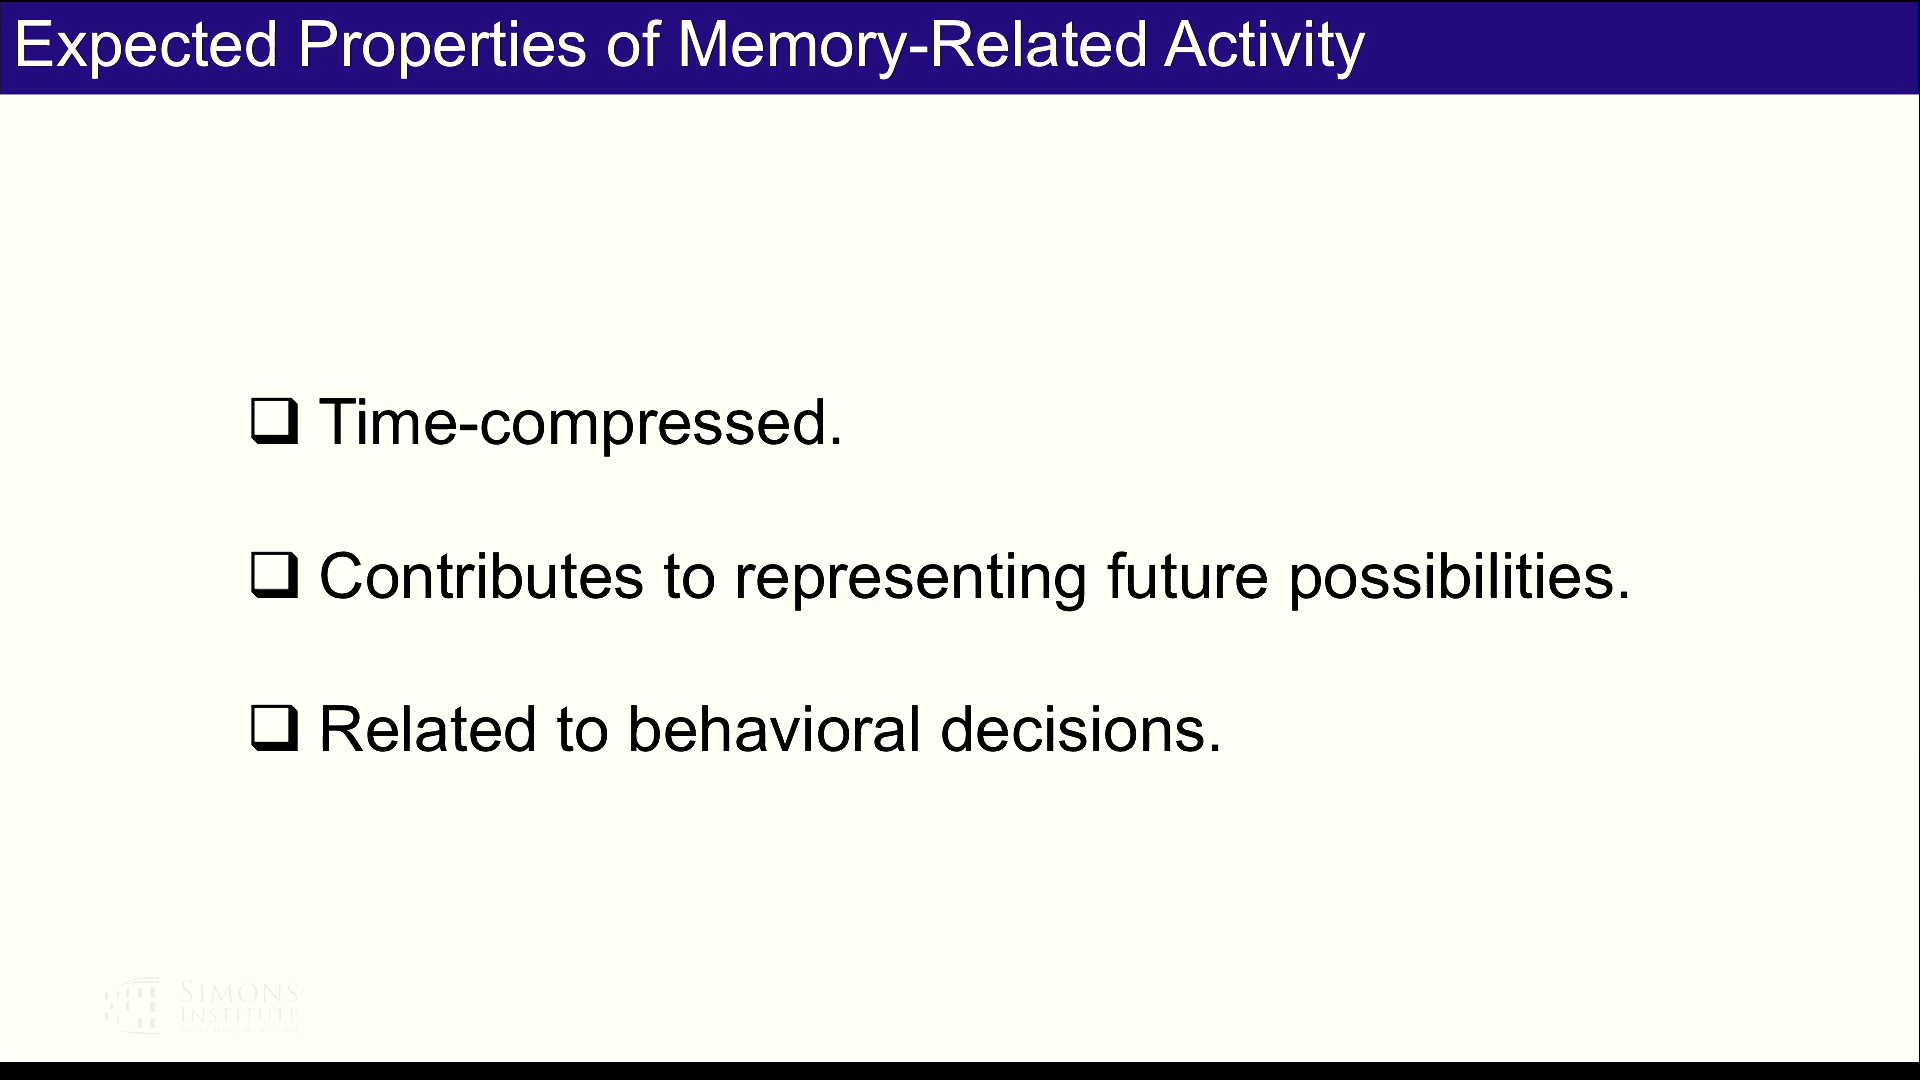 Expected Properties of Memory-Related Activity
❑ Time-compressed.
❑ Contributes to representing future possibilities.
❑ Related to behavioral decisions.
SIMONS
INSTITUTE